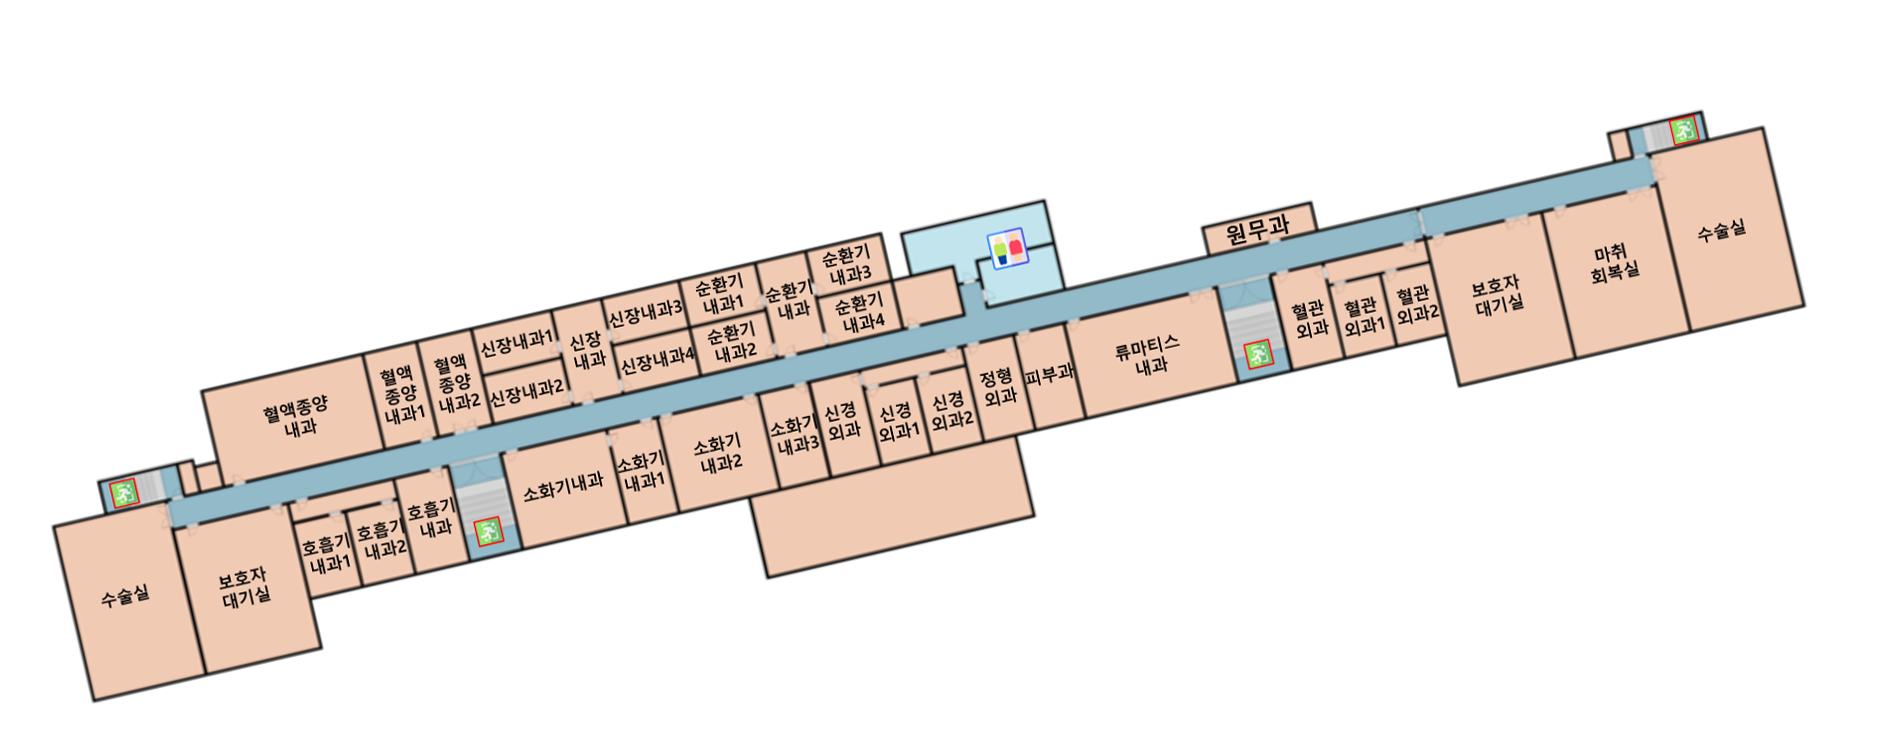 혈액종양
내과
혈액
종양
내과1
혈액
종양
내과2
신장내과1
신장내과2
신장
내과
신장내과3
신장내과4
순환기
내과1
순환기
내과2
순환기
내과
순환기
내과3
순환기
내과4
원무과
수술실
보호자
대기실
호흡기
내과1
호흡기
내과2
호흡기
내과
소화기내과
소화기
내과1
소화기
내과2
소화기
내과3
신경
외과
신경
외과1
신경
외과2
정형
외과
피부과
류마티스
내과
혈관
외과
혈관
외과1
혈관
외과2
보호자
대기실
마취
회복실
수술실